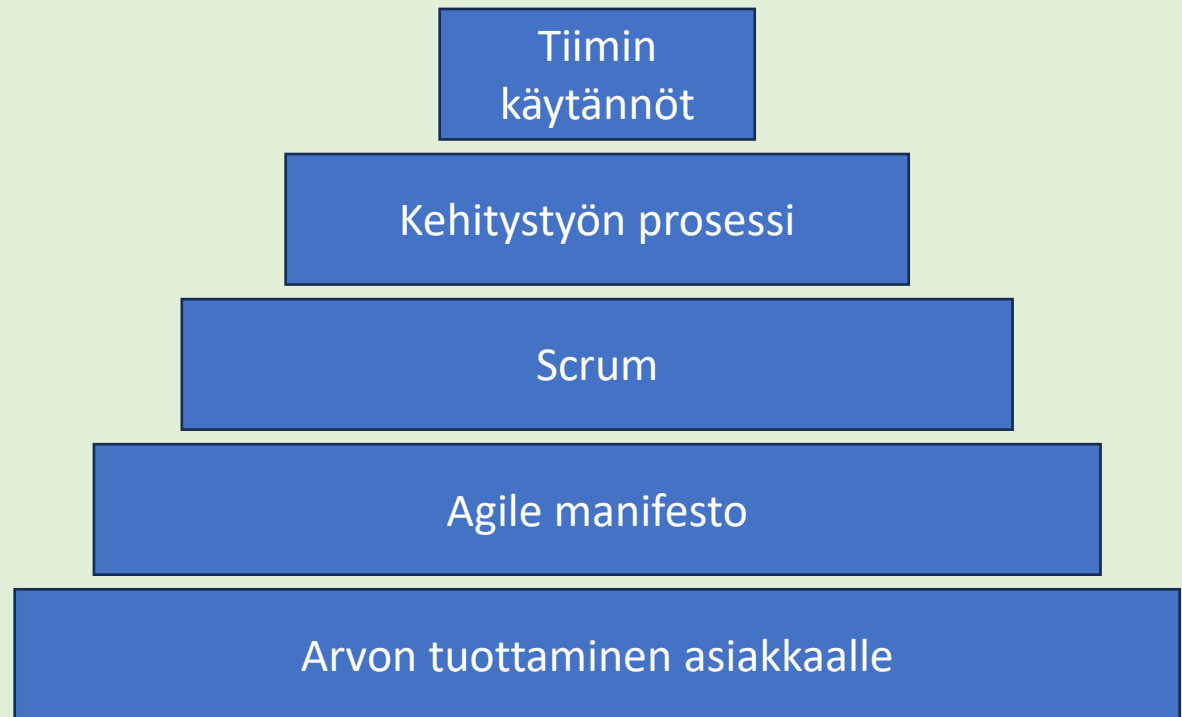 Tiimin
käytännöt
Kehitystyön prosessi
Scrum
Agile manifesto
Arvon tuottaminen asiakkaalle